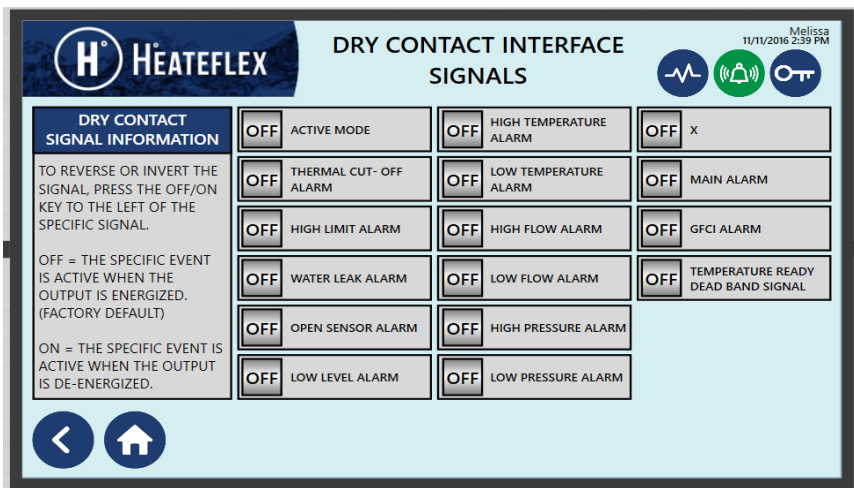 H°
HEATEFLEX
DRY CONTACT INTERFACE
SIGNALS
Melissa
11/11/2016 2:39 PM
DRY CONTACT
SIGNAL INFORMATION
TO REVERSE OR INVERT THE
SIGNAL, PRESS THE OFF/ON
KEY TO THE LEFT OF THE
SPECIFIC SIGNAL.
OFF = THE SPECIFIC EVENT
IS ACTIVE WHEN THE
OUTPUT IS ENERGIZED.
(FACTORY DEFAULT)
ON = THE SPECIFIC EVENT IS
ACTIVE WHEN THE OUTPUT
IS DE-ENERGIZED.
OFF ACTIVE MODE
OFF THERMAL CUT- OFF
ALARM
OFF HIGH LIMIT ALARM
OFF WATER LEAK ALARM
OFF OPEN SENSOR ALARM
OFF LOW LEVEL ALARM
OFF HIGH TEMPERATURE
ALARM
OFF LOW TEMPERATURE
ALARM
OFF HIGH FLOW ALARM
OFF LOW FLOW ALARM
OFF HIGH PRESSURE ALARM
OFF LOW PRESSURE ALARM
OFF X
OFF MAIN ALARM
OFF GFCI ALARM
OFF TEMPERATURE READY
DEAD BAND SIGNAL